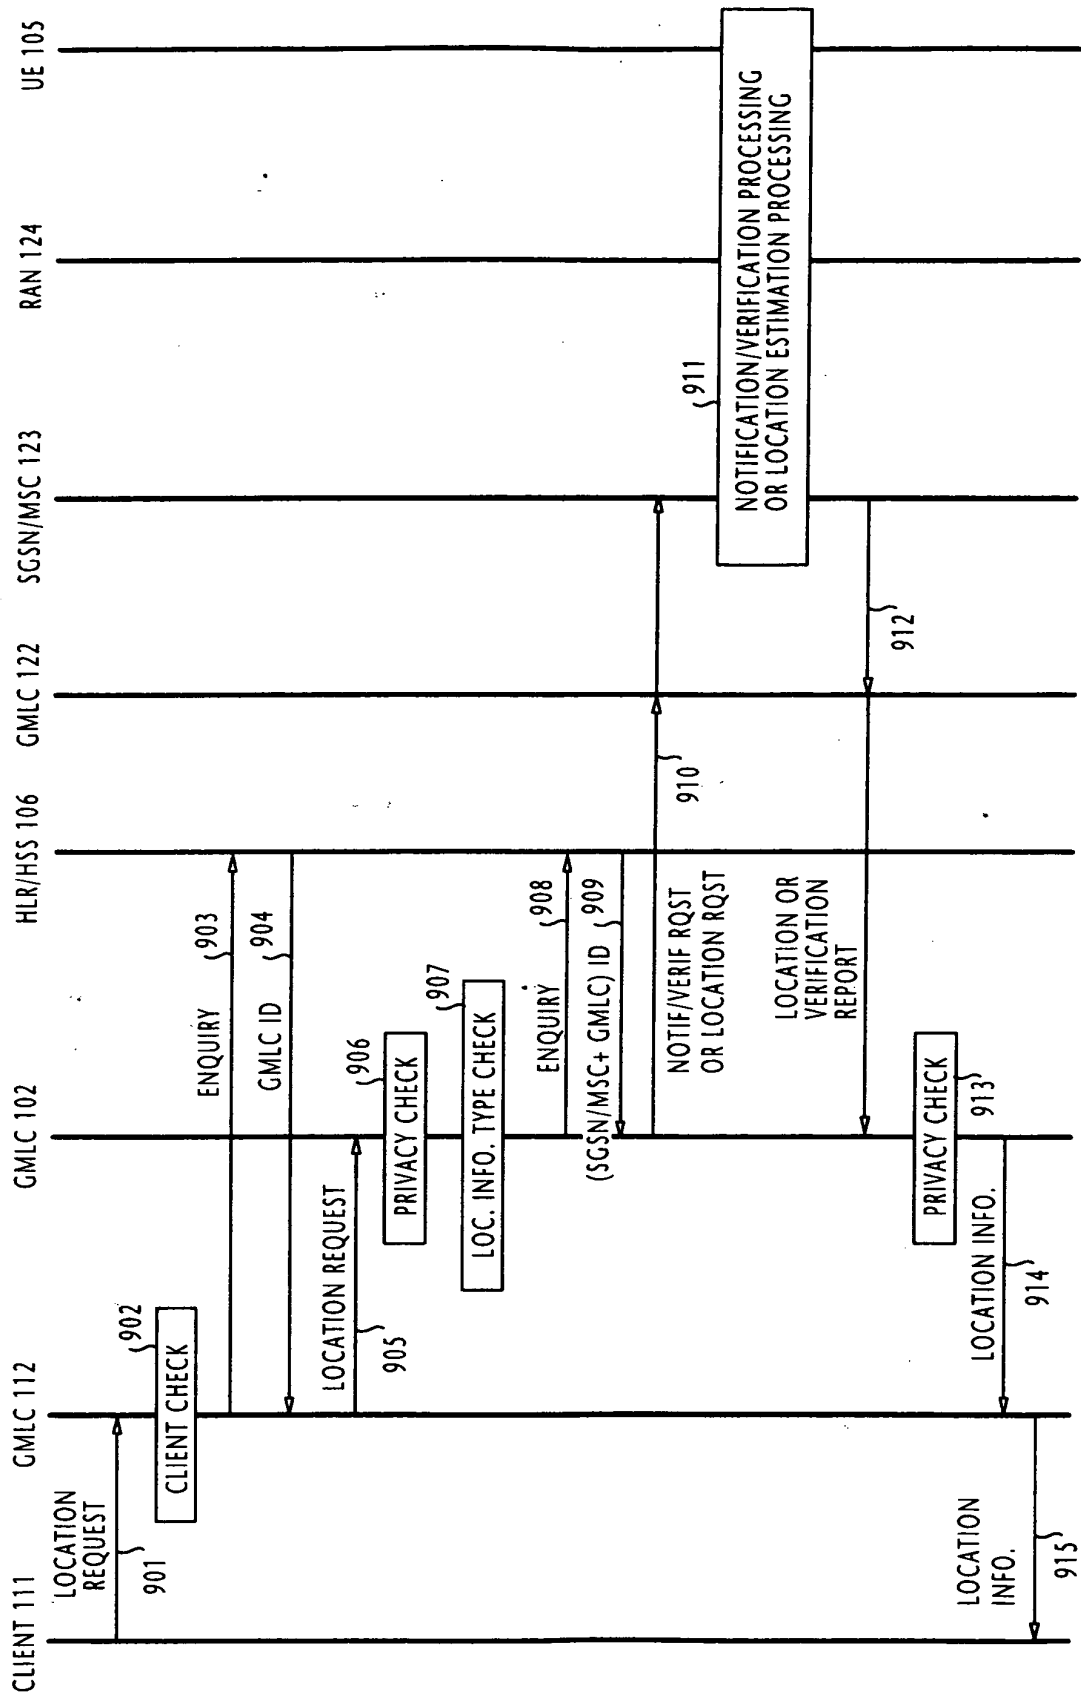 CLIENT 111
GMLC 112
GMLC 102
HLR/HSS 106
GMLC 122
SGSN/MSC 123
RAN 124
UE 105
LOCATION
REQUEST
901
CLIENT CHECK
902
ENQUIRY
903
GMLC ID
904
LOCATION REQUEST
905
PRIVACY CHECK
906
LOC. INFO. TYPE CHECK
907
ENQUIRY
908
(SGSN/MSC+ GMLC) ID
909
NOTIF/VERIF RQST
OR LOCATION RQST
910
NOTIFICATION/VERIFICATION PROCESSING
OR LOCATION ESTIMATION PROCESSING
911
LOCATION OR
VERIFICATION
REPORT
912
PRIVACY CHECK
913
LOCATION INFO.
914
LOCATION
INFO.
915